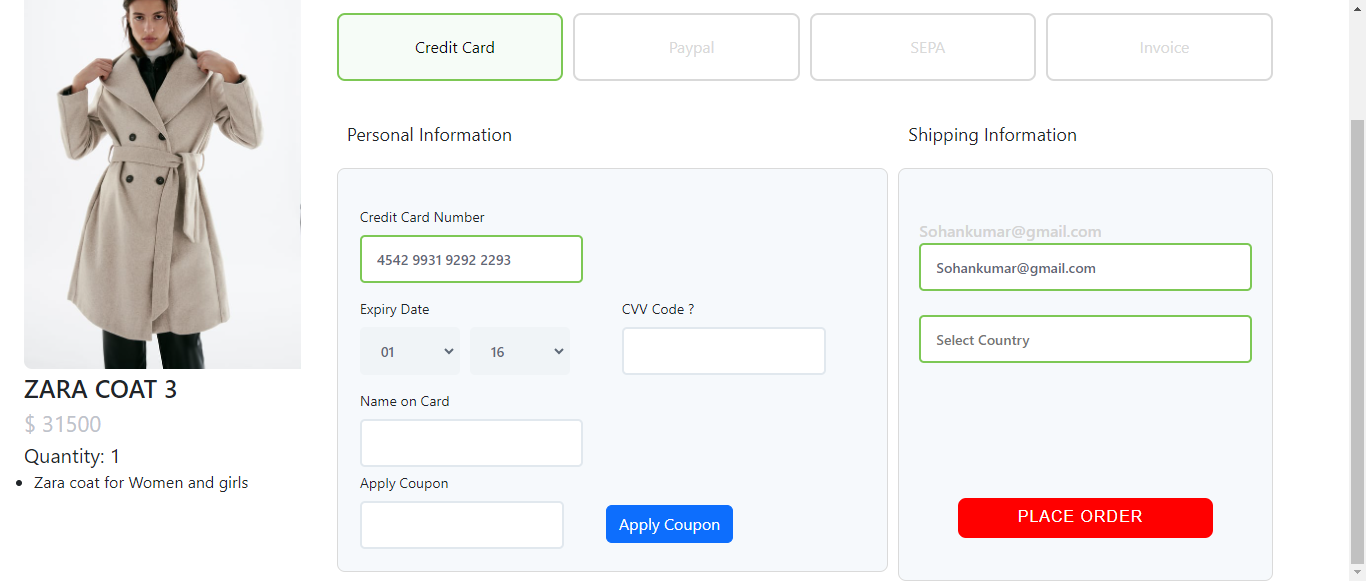 Credit Card
Paypal
SEPA
Invoice
Personal Information
Shipping Information
Credit Card Number
4542 9931 9292 2293
Expiry Date
CVV Code ?
01
16
Name on Card
Apply Coupon
Apply Coupon
Sohankumar@gmail.com
Sohankumar@gmail.com
Select Country
PLACE ORDER
ZARA COAT 3
$ 31500
Quantity: 1
Zara coat for Women and girls